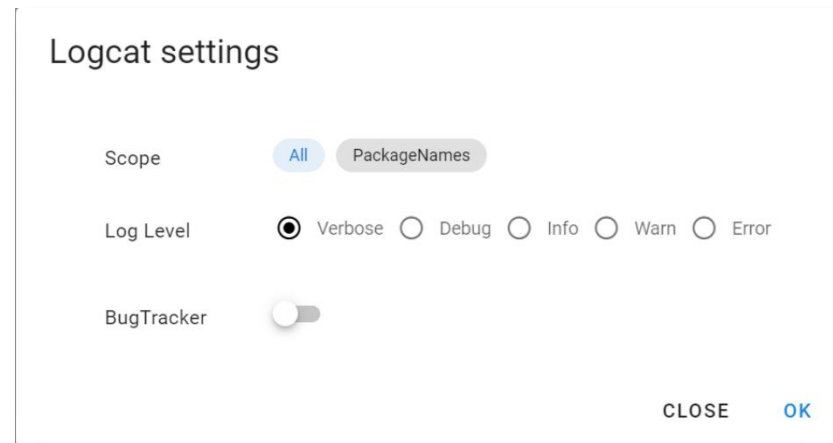 Logcat settings
Scope All PackageNames
Log Level Verbose Debug Info Warn Error
BugTracker
CLOSE OK